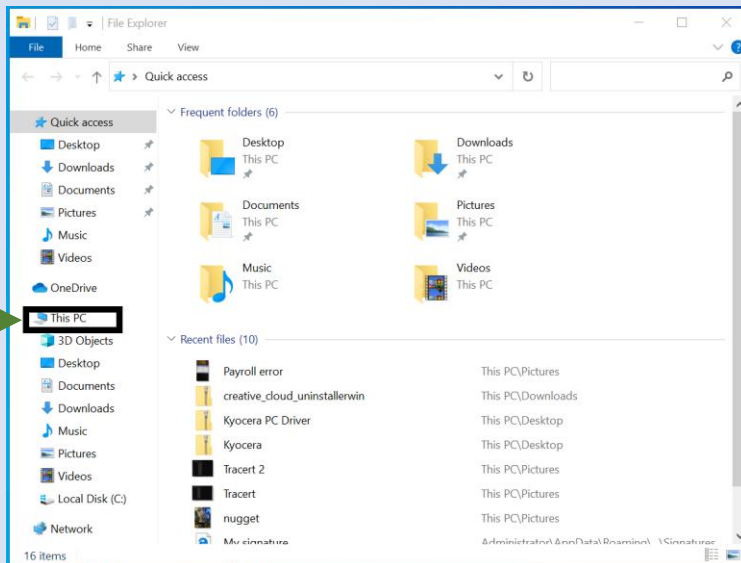 File Explorer
File Home Share View
Quick access
Quick access
Desktop
Downloads
Documents
Pictures
Music
Videos
OneDrive
This PC
3D Objects
Desktop
Documents
Downloads
Music
Pictures
Videos
Local Disk (C:)
Network
Frequent folders (6)
Desktop
This PC
Downloads
This PC
Documents
This PC
Pictures
This PC
Music
This PC
Videos
This PC
Recent files (10)
Payroll error This PC\Pictures
creative_cloud_uninstallerwin This PC\Downloads
Kyocera PC Driver This PC\Desktop
Kyocera This PC\Desktop
Tracert 2 This PC\Pictures
Tracert This PC\Pictures
nugget This PC\Pictures
My signature Administrator\AppData\Roaming\...\Signatures
16 items